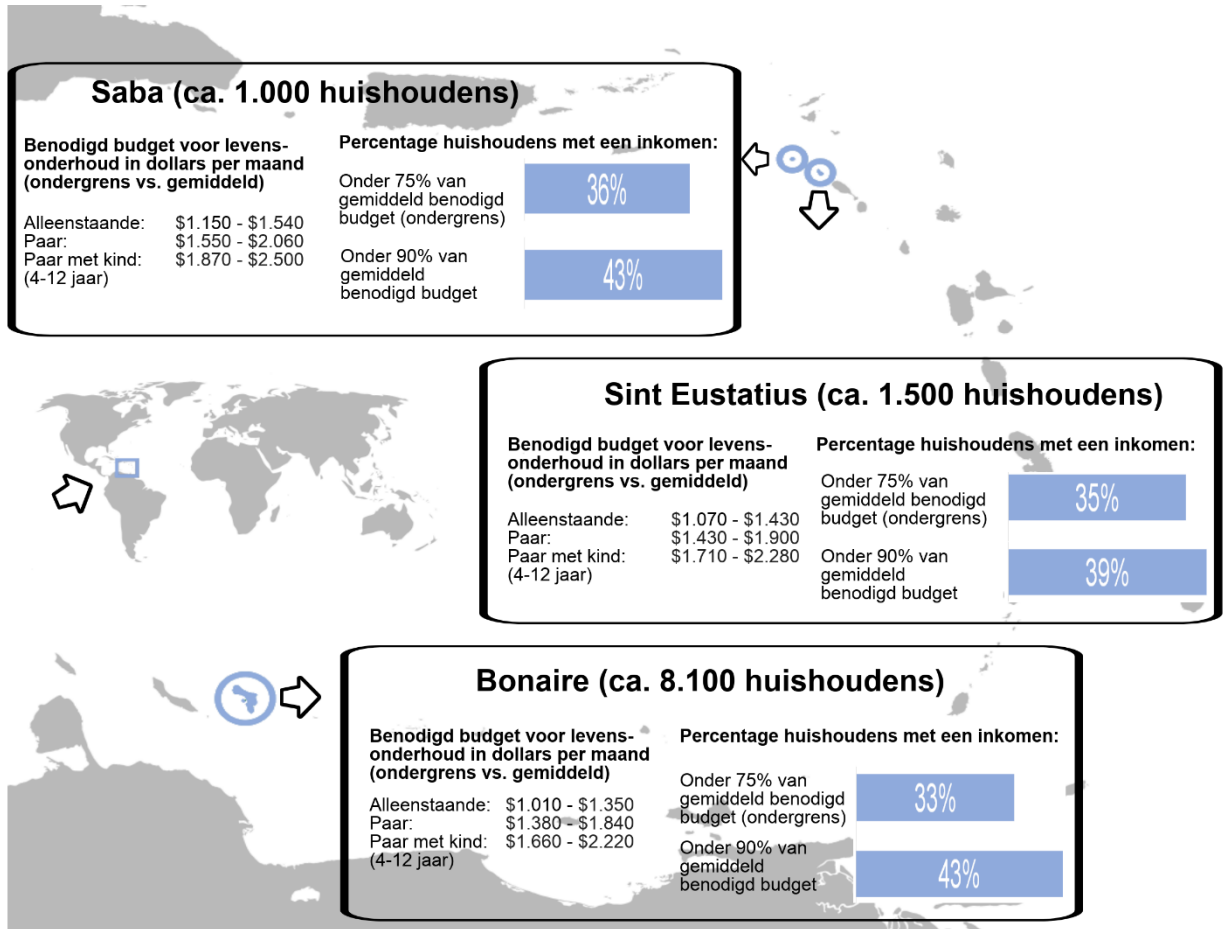 Saba (ca. 1.000 huishoudens)
Benodigd budget voor levens-
onderhoud in dollars per maand
(ondergrens vs. gemiddeld)
Alleenstaande: $1.150 - $1.540
Paar: $1.550 - $2.060
Paar met kind: $1.870 - $2.500
(4-12 jaar)
Percentage huishoudens met een inkomen:
Onder 75% van
gemiddeld benodigd
budget (ondergrens)
36%
Onder 90% van
gemiddeld
benodigd budget
43%
Sint Eustatius (ca. 1.500 huishoudens)
Benodigd budget voor levens-
onderhoud in dollars per maand
(ondergrens vs. gemiddeld)
Alleenstaande: $1.070 - $1.430
Paar: $1.430 - $1.900
Paar met kind: $1.710 - $2.280
(4-12 jaar)
Percentage huishoudens met een inkomen:
Onder 75% van
gemiddeld benodigd
budget (ondergrens)
35%
Onder 90% van
gemiddeld
benodigd budget
39%
Bonaire (ca. 8.100 huishoudens)
Benodigd budget voor levens-
onderhoud in dollars per maand
(ondergrens vs. gemiddeld)
Alleenstaande: $1.010 - $1.350
Paar: $1.380 - $1.840
Paar met kind: $1.660 - $2.220
(4-12 jaar)
Percentage huishoudens met een inkomen:
Onder 75% van
gemiddeld benodigd
budget (ondergrens)
33%
Onder 90% van
gemiddeld
benodigd budget
43%